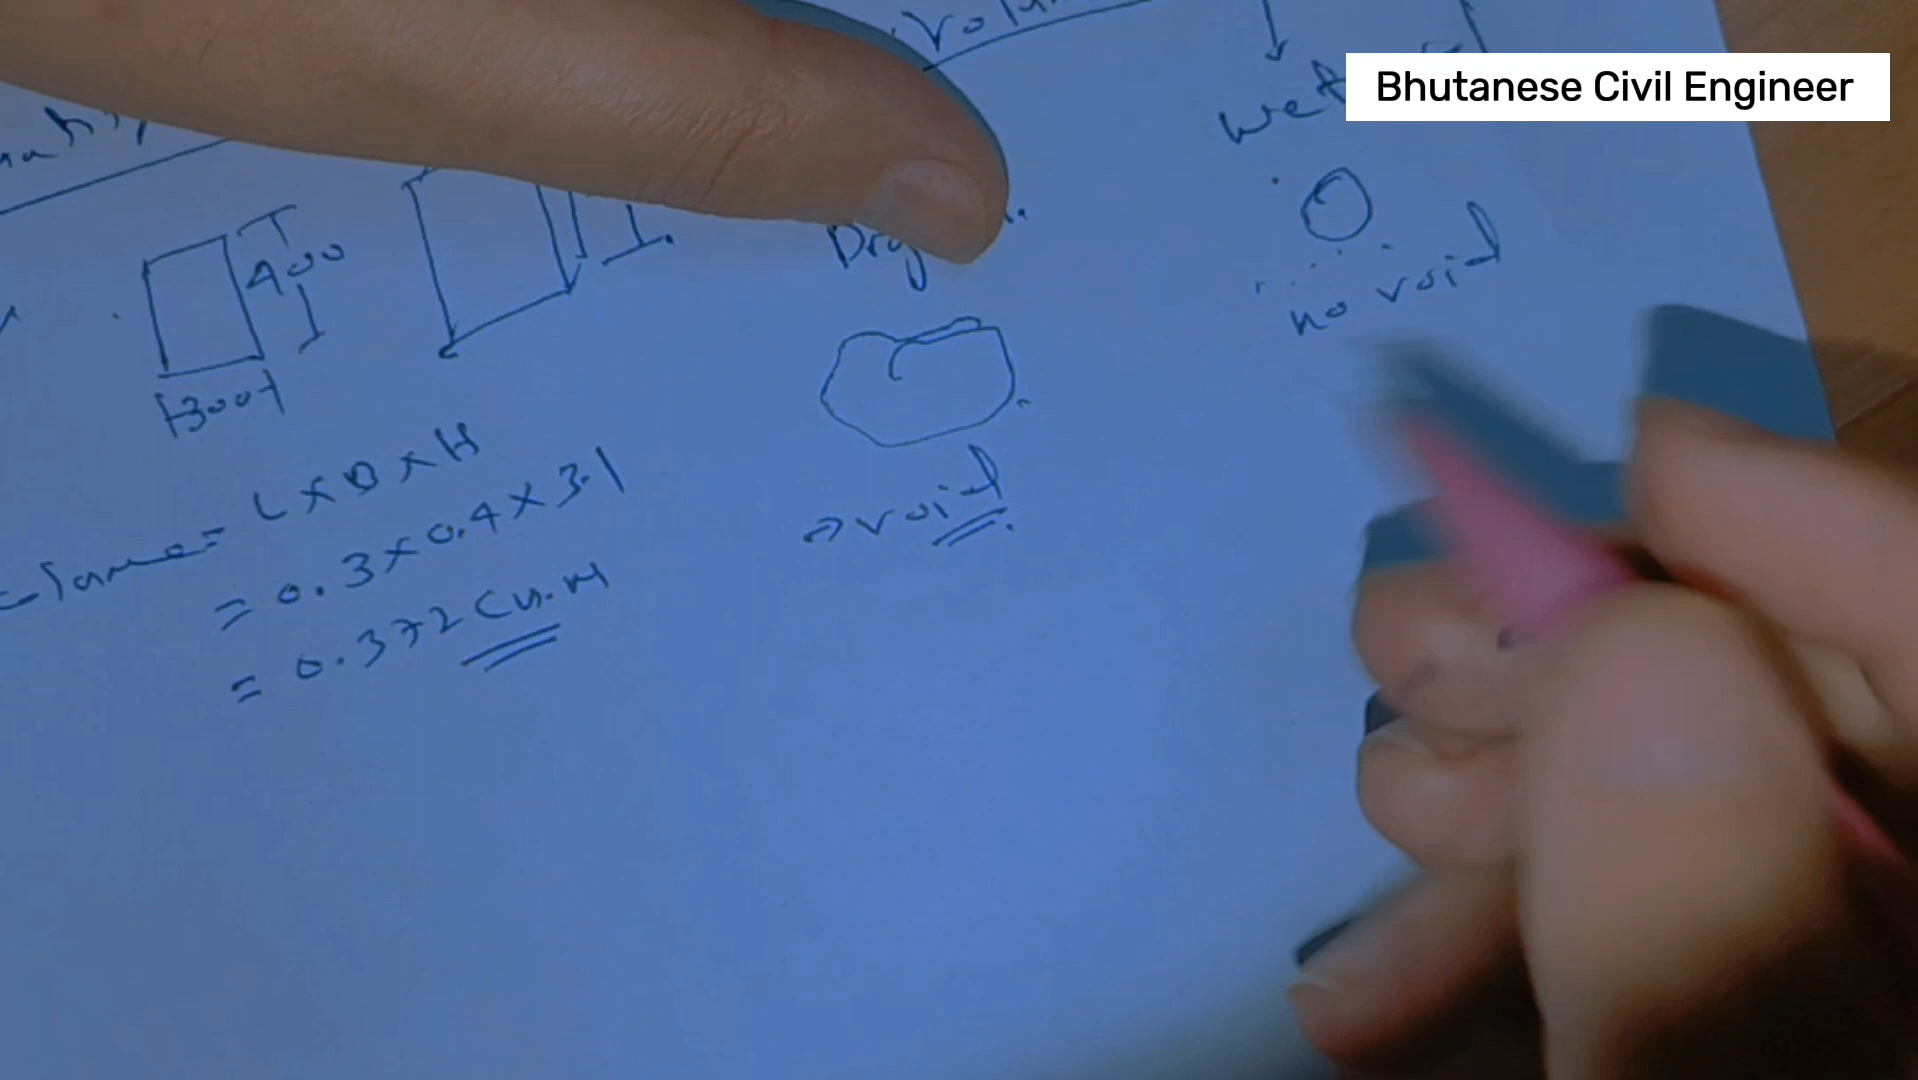 Bhutanese Civil Engineer
400
300
L x B x H
= 0.3 x 0.4 x 3.1
= 0.372 Cu.M
Dry
⇒ void
wet
no void